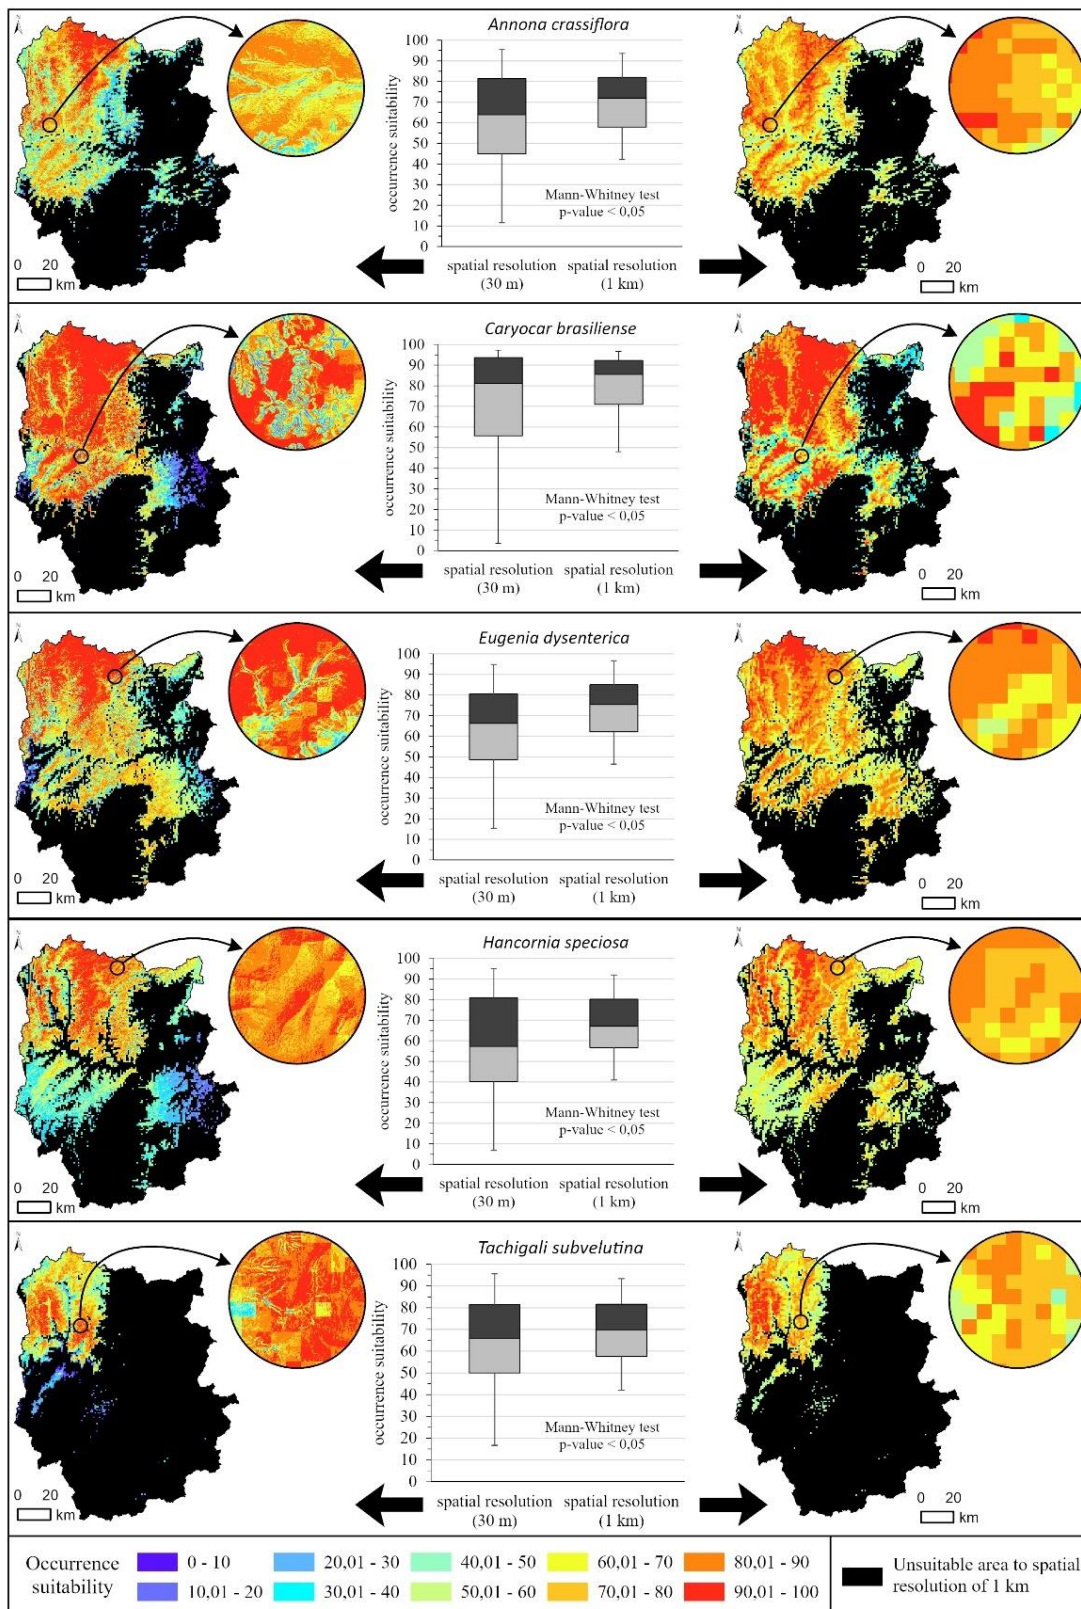 Annona crassiflora
N
N
100
90
80
70
60
50
40
30
20
10
0
occurrence suitability
Mann-Whitney test
p-value < 0,05
spatial resolution
(30 m)
spatial resolution
(1 km)
0 20
km
0 20
km
Caryocar brasiliense
N
N
100
90
80
70
60
50
40
30
20
10
0
occurrence suitability
Mann-Whitney test
p-value < 0,05
spatial resolution
(30 m)
spatial resolution
(1 km)
0 20
km
0 20
km
Eugenia dysenterica
N
N
100
90
80
70
60
50
40
30
20
10
0
occurrence suitability
Mann-Whitney test
p-value < 0,05
spatial resolution
(30 m)
spatial resolution
(1 km)
0 20
km
0 20
km
Hancornia speciosa
N
N
100
90
80
70
60
50
40
30
20
10
0
occurrence suitability
Mann-Whitney test
p-value < 0,05
spatial resolution
(30 m)
spatial resolution
(1 km)
0 20
km
0 20
km
Tachigali subvelutina
N
N
100
90
80
70
60
50
40
30
20
10
0
occurrence suitability
Mann-Whitney test
p-value < 0,05
spatial resolution
(30 m)
spatial resolution
(1 km)
0 20
km
0 20
km
Occurrence
suitability
0 - 10
20,01 - 30
40,01 - 50
60,01 - 70
80,01 - 90
10,01 - 20
30,01 - 40
50,01 - 60
70,01 - 80
90,01 - 100
Unsuitable area to spatial
resolution of 1 km